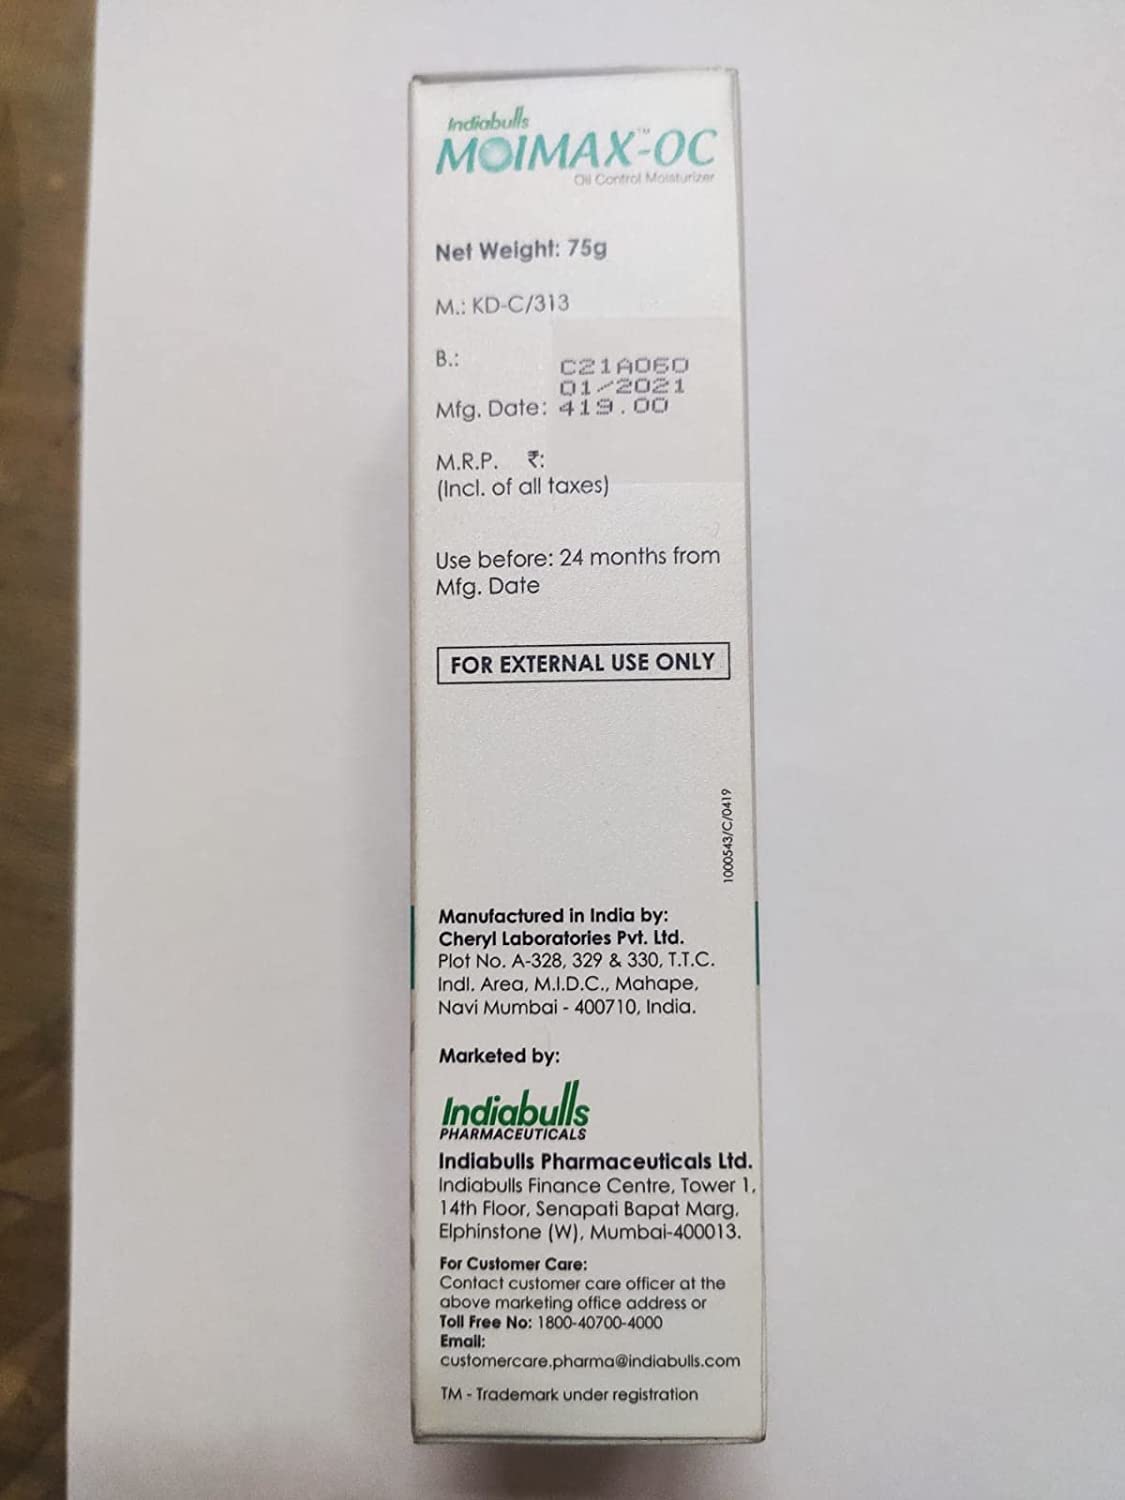 Indiabulls
MOIMAX™-OC
Oil Control Moisturizer
Net Weight: 75g
M.: KD-C/313
B.:
C21A060
01/2021
Mfg. Date: 419.00
M.R.P. ₹:
(Incl. of all taxes)
Use before: 24 months from
Mfg. Date
FOR EXTERNAL USE ONLY
1000543/C/0419
Manufactured in India by:
Cheryl Laboratories Pvt. Ltd.
Plot No. A-328, 329 & 330, T.T.C.
Indl. Area, M.I.D.C., Mahape,
Navi Mumbai - 400710, India.
Marketed by:
Indiabulls
PHARMACEUTICALS
Indiabulls Pharmaceuticals Ltd.
Indiabulls Finance Centre, Tower 1,
14th Floor, Senapati Bapat Marg,
Elphinstone (W), Mumbai-400013.
For Customer Care:
Contact customer care officer at the
above marketing office address or
Toll Free No: 1800-40700-4000
Email:
customercare.pharma@indiabulls.com
TM - Trademark under registration